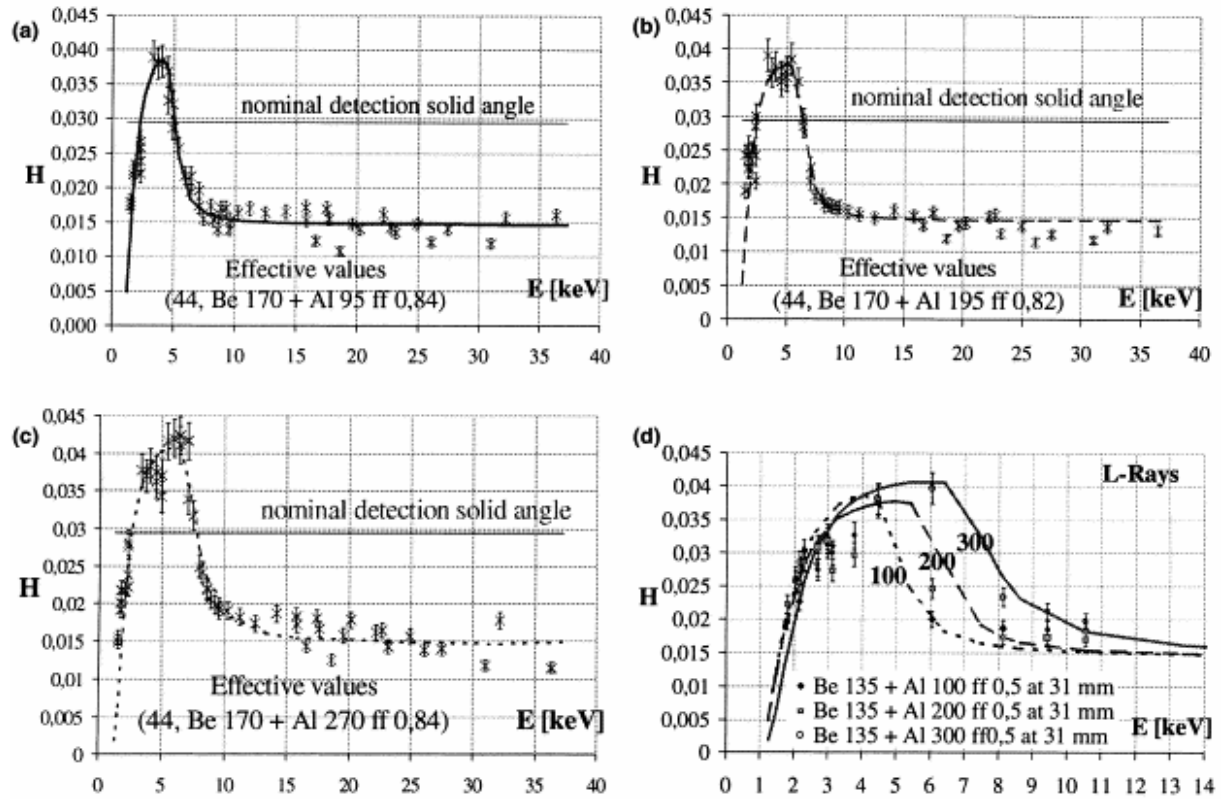 (a)
0,045
0,040
0,035
0,030
0,025
0,020
0,015
0,010
0,005
0,000
H
nominal detection solid angle
Effective values
(44, Be 170 + Al 95 ff 0,84)
E [keV]
0 5 10 15 20 25 30 35 40
(b)
0,045
0,04
0,035
0,03
0,025
0,02
0,015
0,01
0,005
0
H
nominal detection solid angle
Effective values
(44, Be 170 + Al 195 ff 0,82)
E [keV]
0 5 10 15 20 25 30 35 40
(c)
0,045
0,04
0,035
0,03
0,025
0,02
0,015
0,01
0,005
0
H
nominal detection solid angle
Effective values
(44, Be 170 + Al 270 ff 0,84)
E [keV]
0 5 10 15 20 25 30 35 40
(d)
0,045
0,04
0,035
0,03
0,025
0,02
0,015
0,01
0,005
0
H
L-Rays
300
200
100
Be 135 + Al 100 ff 0,5 at 31 mm
Be 135 + Al 200 ff 0,5 at 31 mm
Be 135 + Al 300 ff0,5 at 31 mm
E [keV]
0 1 2 3 4 5 6 7 8 9 10 11 12 13 14